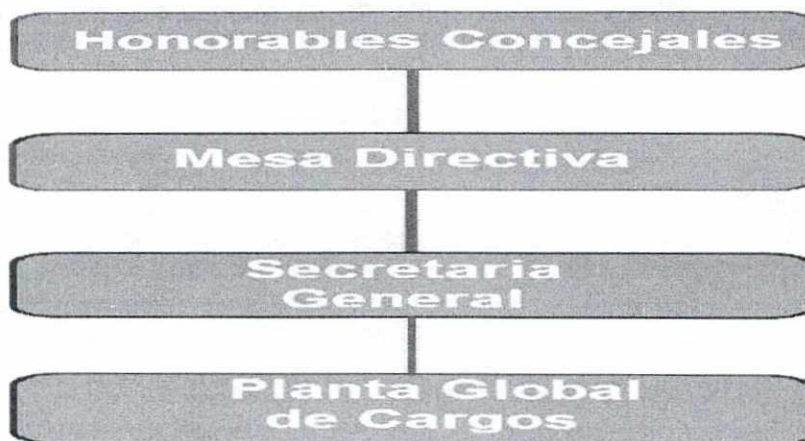 Honorables Concejales
Mesa Directiva
Secretaria
General
Planta Global
de Cargos